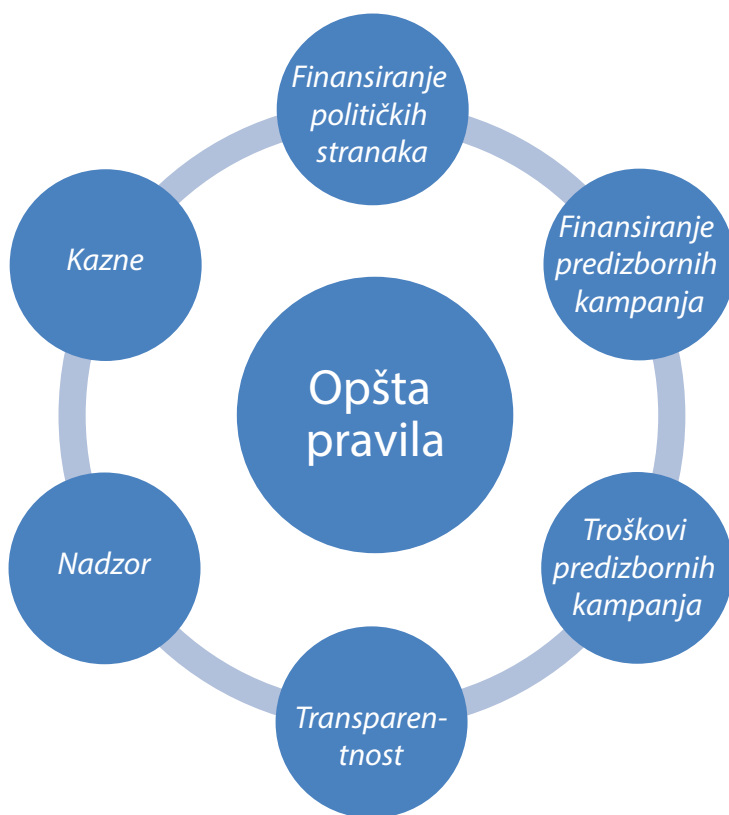 Finansiranje
političkih
stranaka
Finansiranje
predizbornih
kampanja
Kazne
Opšta
pravila
Troškovi
predizbornih
kampanja
Nadzor
Transparen-
tnost